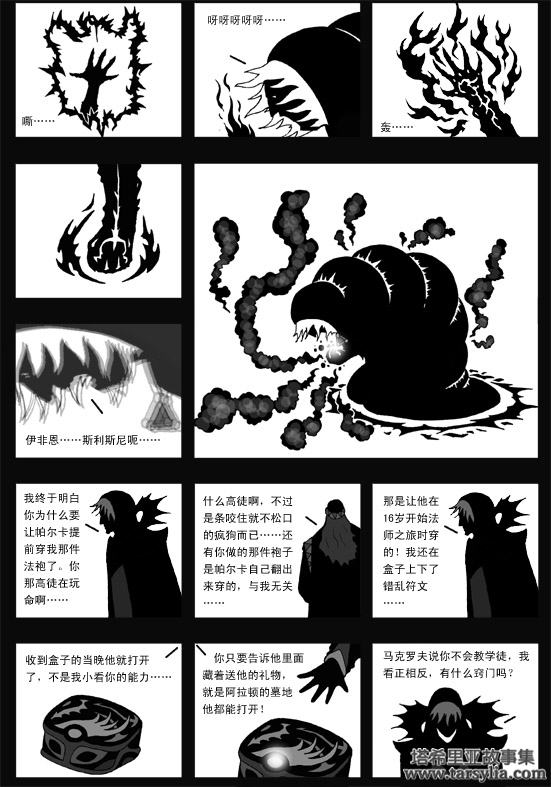 嘶……
呀呀呀呀呀……
轰……
伊非恩……斯利斯尼呃……
我终于明白
你为什么要
让帕尔卡提
前穿我那件
法袍了。你
那高徒在玩
命啊……
什么高徒啊，不过
是条咬住就不松口
的疯狗而已……还
有你做的那件袍子
是帕尔卡自己翻出
来穿的，与我无关
……
那是让他在
16岁开始法
师之旅时穿
的！我还在
盒子上下了
错乱符文
……
收到盒子的当晚他就打开
了，不是我小看你的能力……
你只要告诉他里面
藏着送他的礼物，
就是阿拉顿的墓地
他都能打开！
马克罗夫说你不会教学徒，我
看正相反，有什么窍门吗？
塔希里亚故事集
www.tarsylia.com